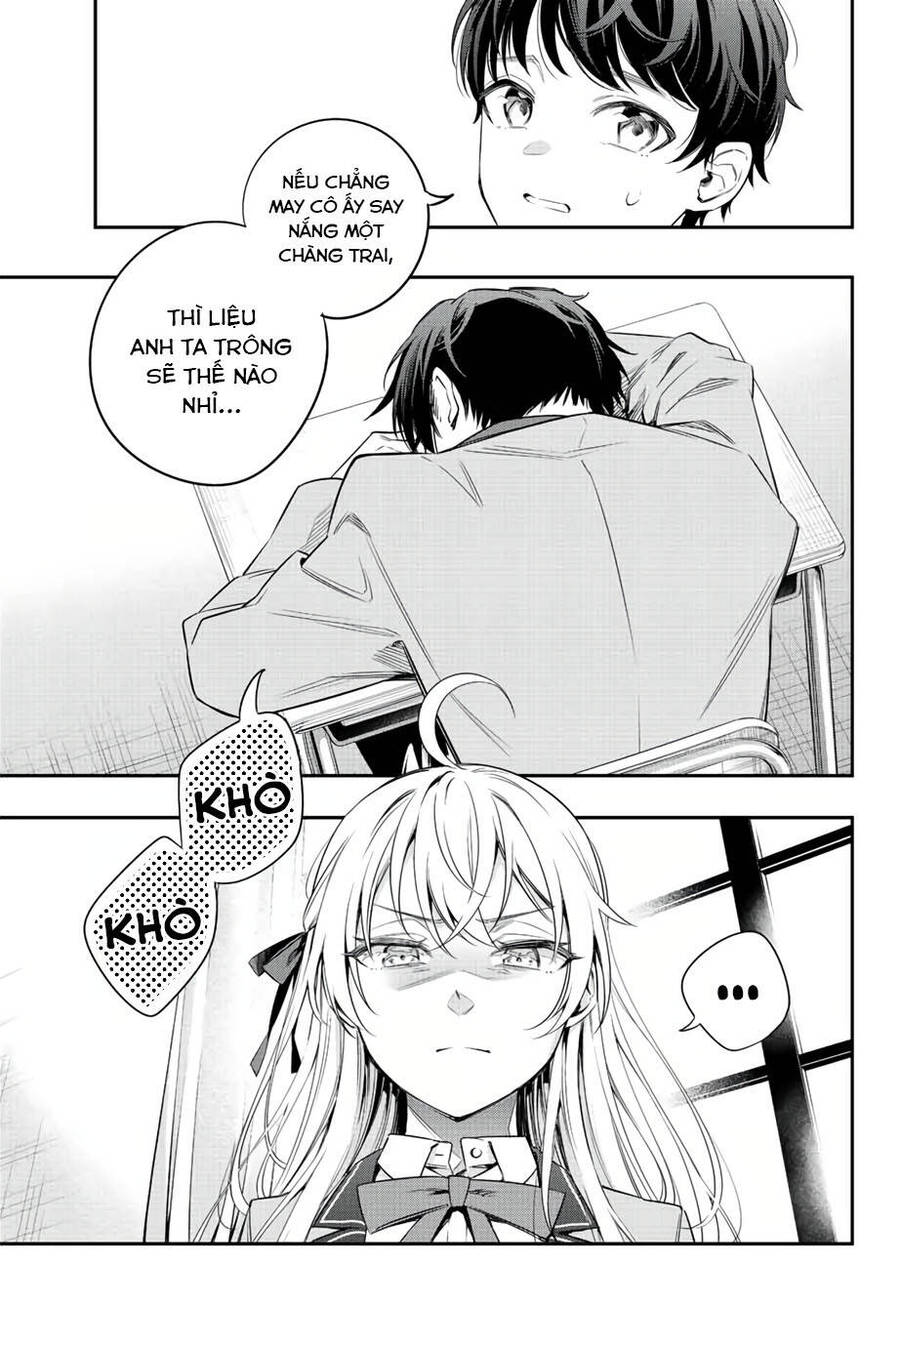 NẾU CHẲNG
MAY CÔ ẤY SAY
NẮNG MỘT
CHÀNG TRAI,
THÌ LIỆU
ANH TA TRÔNG
SẼ THẾ NÀO
NHỈ...
KHÒ
KHÒ
...